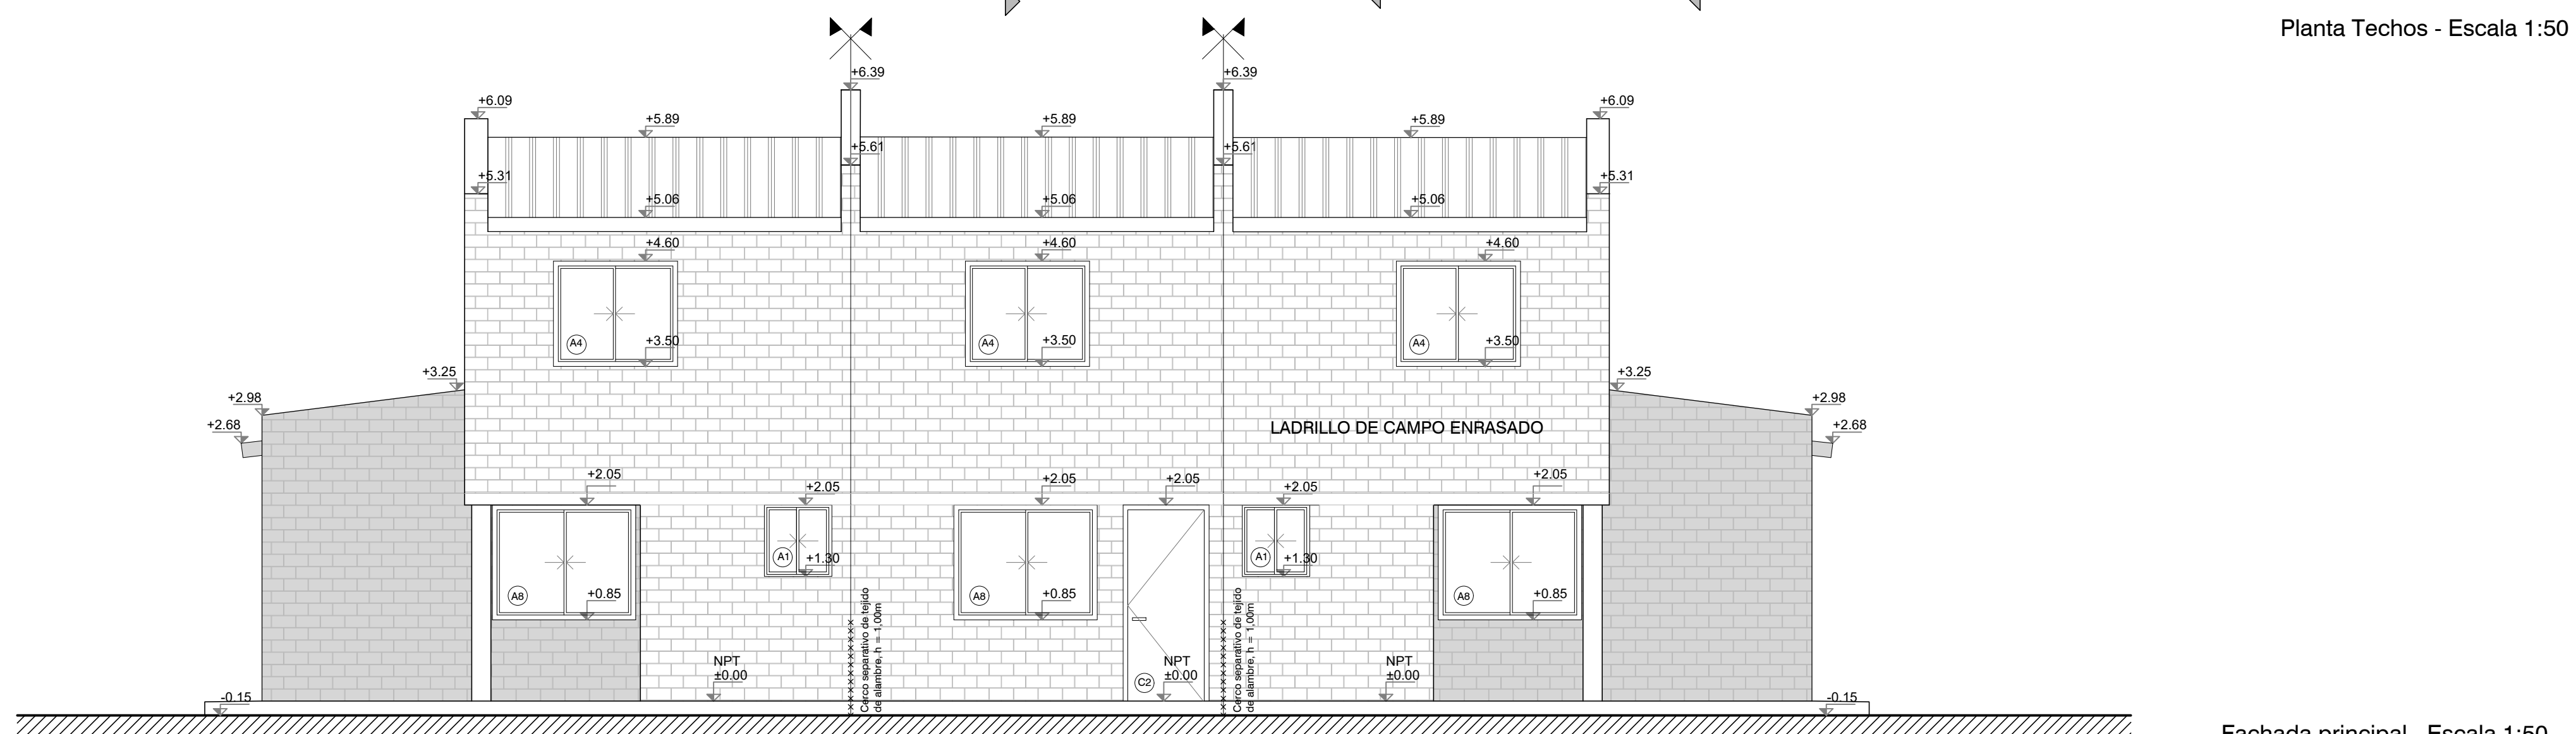 Planta Techos - Escala 1:50
+6.39
+6.39
+6.09
+6.09
+5.89
+5.89
+5.89
+5.61
+5.61
+5.31
+5.31
+5.06
+5.06
+5.06
+4.60
+4.60
+4.60
A4
+3.50
A4
+3.50
A4
+3.50
+3.25
+3.25
+2.98
+2.98
+2.68
+2.68
LADRILLO DE CAMPO ENRASADO
+2.05
+2.05
+2.05
+2.05
+2.05
+2.05
A1
+1.30
A1
+1.30
A8
+0.85
A8
+0.85
A8
+0.85
Cerco separativo de tejido
de alambre, h = 1,00m
Cerco separativo de tejido
de alambre, h = 1,00m
NPT
±0.00
C2
NPT
±0.00
NPT
±0.00
-0.15
-0.15
Fachada principal - Escala 1:50